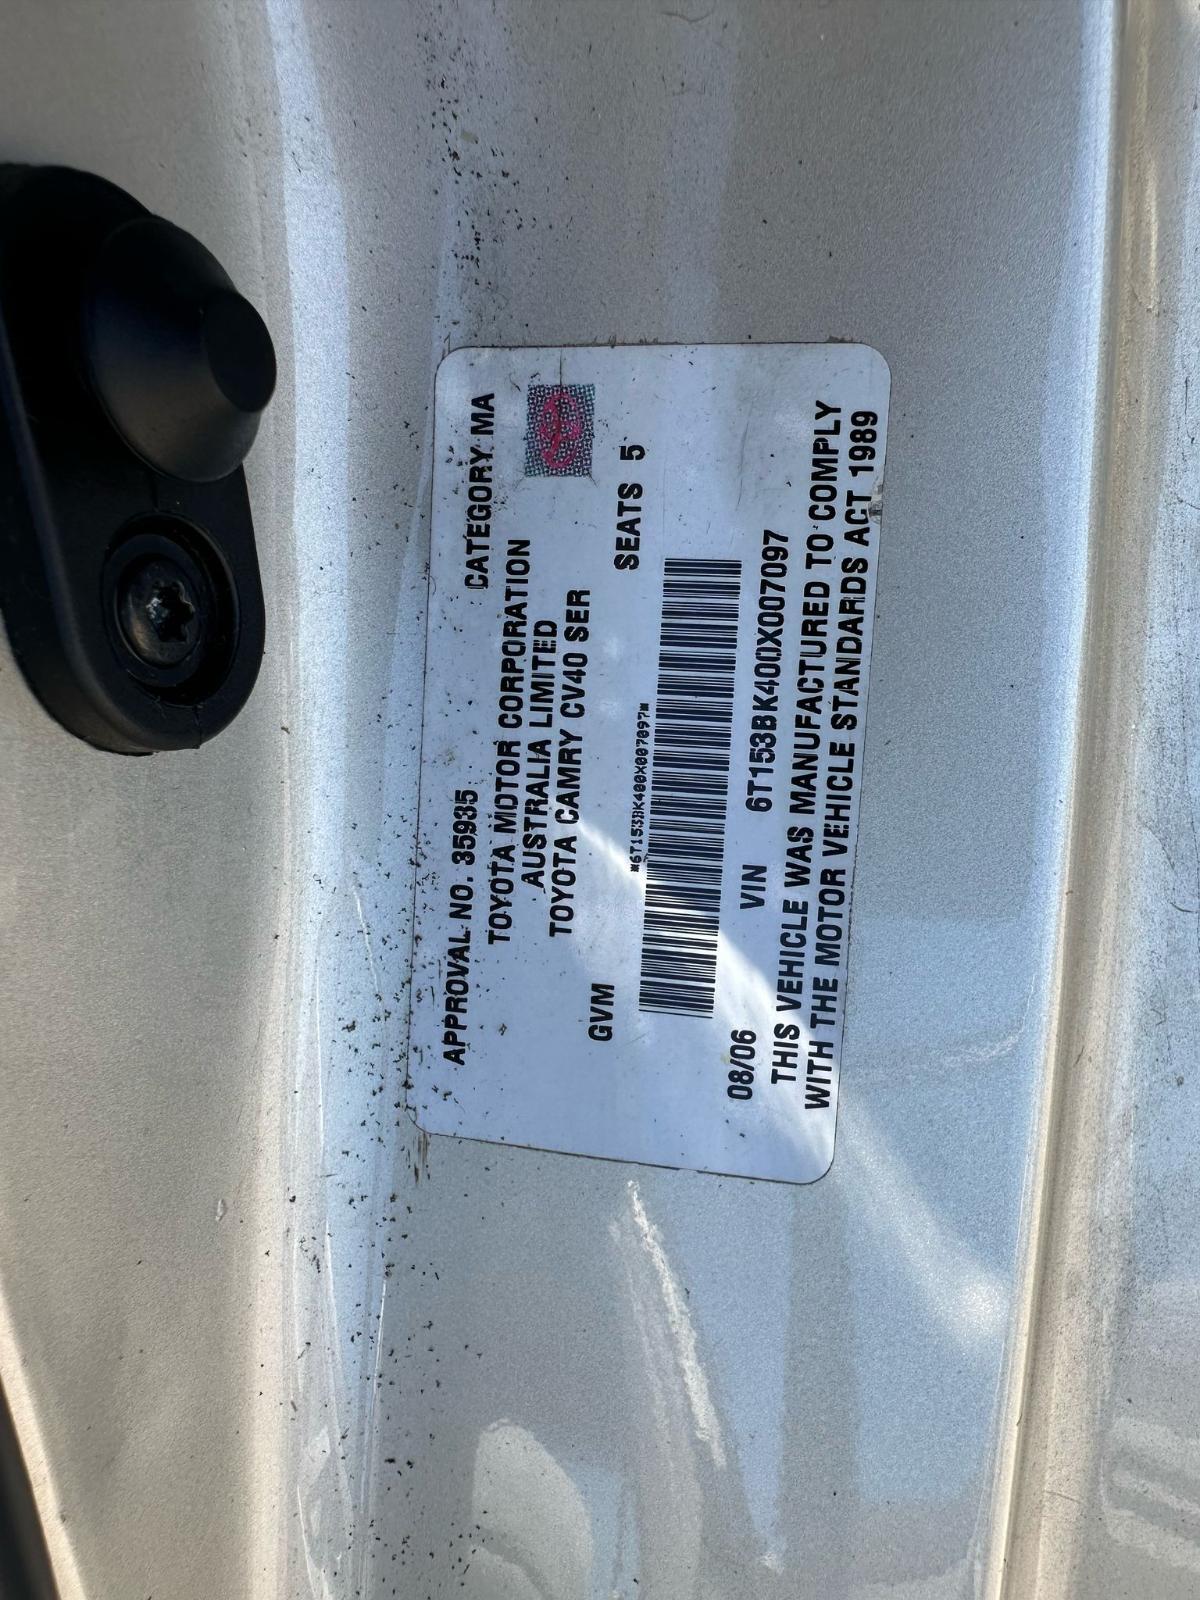 APPROVAL NO. 35935 CATEGORY MA
TOYOTA MOTOR CORPORATION
AUSTRALIA LIMITED
TOYOTA CAMRY CV40 SER
GVM SEATS 5
*6T153BK400X007097*
08/06 VIN 6T153BK400X007097
THIS VEHICLE WAS MANUFACTURED TO COMPLY
WITH THE MOTOR VEHICLE STANDARDS ACT 1989